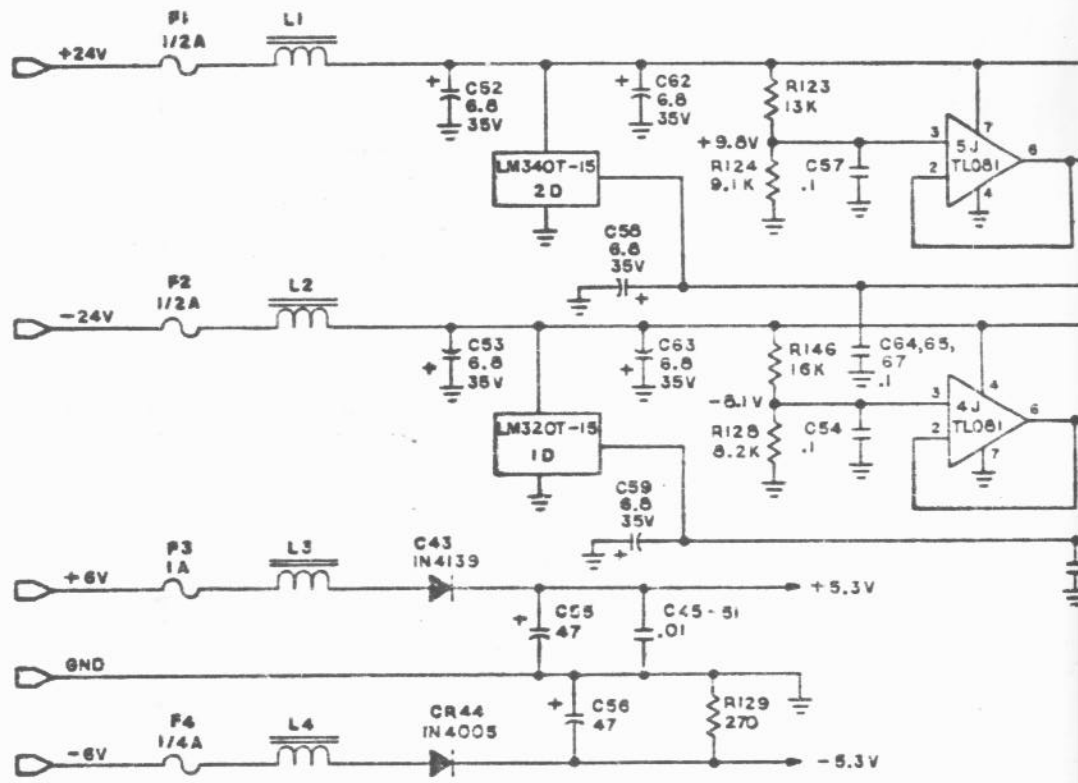 F1
1/2A
L1
+24V
+
C52
6.8
35V
+
C62
6.8
35V
R123
13K
+9.8V
R124
9.1K
C57
.1
3
2
7
5J
TL081
6
4
LM340T-15
2D
C58
6.8
35V
+
F2
1/2A
L2
-24V
C53
6.8
35V
+
C63
6.8
35V
+
R146
16K
C64,65,
67
.1
-8.1V
R128
8.2K
C54
.1
3
2
4
4J
TL081
6
7
LM320T-15
1D
C59
6.8
35V
+
F3
1A
L3
C43
IN4139
+6V
+5.3V
+
C55
47
C45-51
.01
GND
+
C56
47
R129
270
F4
1/4A
L4
CR44
IN4005
-6V
-5.3V